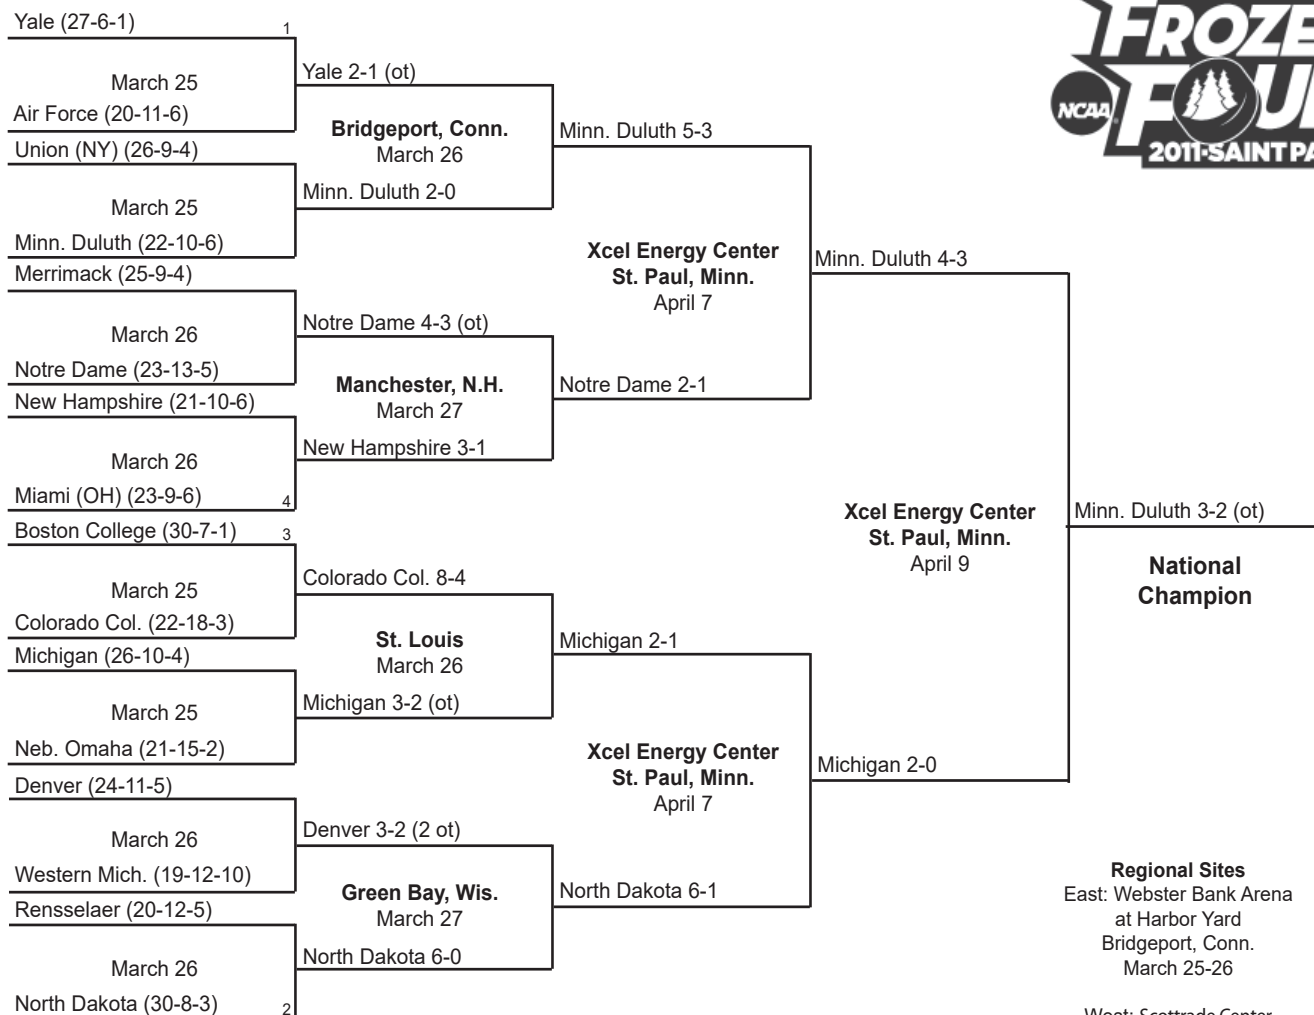 Yale (27-6-1)
1
March 25
Air Force (20-11-6)
Union (NY) (26-9-4)
March 25
Minn. Duluth (22-10-6)
Merrimack (25-9-4)
March 26
Notre Dame (23-13-5)
New Hampshire (21-10-6)
March 26
Miami (OH) (23-9-6)
4
Boston College (30-7-1)
3
March 25
Colorado Col. (22-18-3)
Michigan (26-10-4)
March 25
Neb. Omaha (21-15-2)
Denver (24-11-5)
March 26
Western Mich. (19-12-10)
Rensselaer (20-12-5)
March 26
North Dakota (30-8-3)
2
Yale 2-1 (ot)
Bridgeport, Conn.
March 26
Minn. Duluth 2-0
Notre Dame 4-3 (ot)
Manchester, N.H.
March 27
New Hampshire 3-1
Colorado Col. 8-4
St. Louis
March 26
Michigan 3-2 (ot)
Denver 3-2 (2 ot)
Green Bay, Wis.
March 27
North Dakota 6-0
Minn. Duluth 5-3
Xcel Energy Center
St. Paul, Minn.
April 7
Notre Dame 2-1
Michigan 2-1
Xcel Energy Center
St. Paul, Minn.
April 7
North Dakota 6-1
Minn. Duluth 4-3
Xcel Energy Center
St. Paul, Minn.
April 9
Michigan 2-0
Minn. Duluth 3-2 (ot)
National
Champion
FROZE
NCAA
FOU
2011•SAINT PA
Regional Sites
East: Webster Bank Arena
at Harbor Yard
Bridgeport, Conn.
March 25-26
Scottrade Center